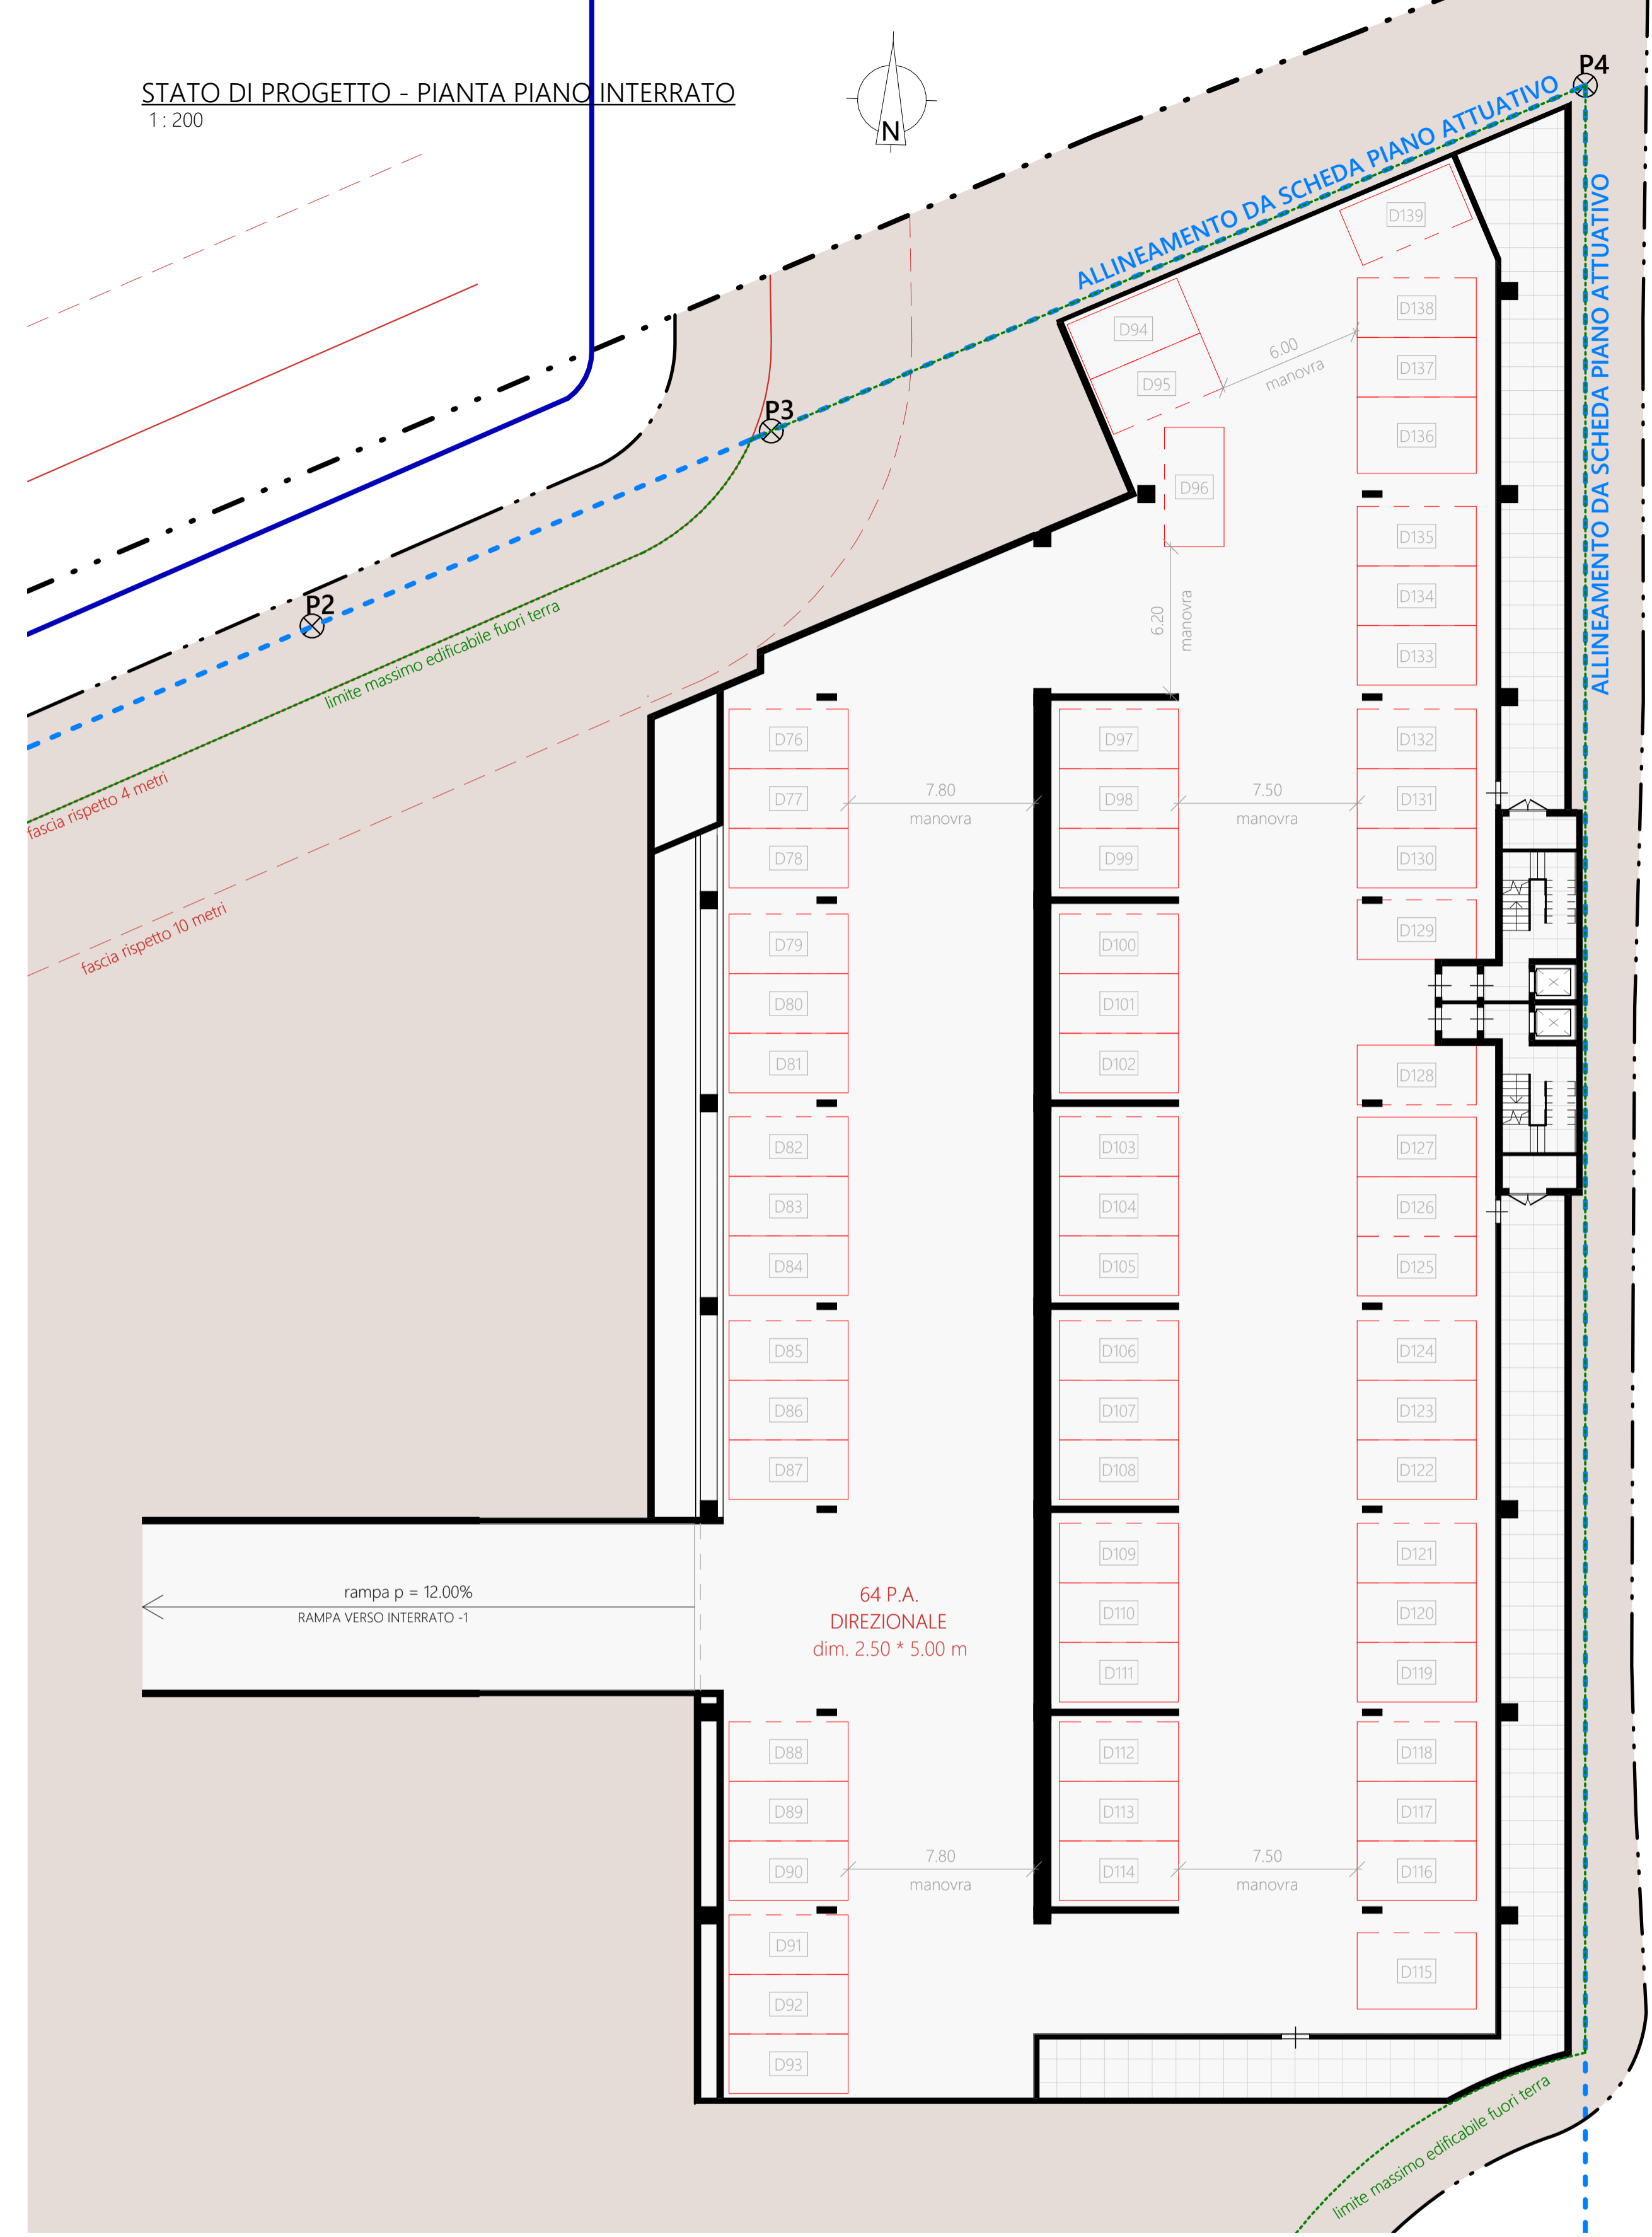 STATO DI PROGETTO - PIANTA PIANO INTERRATO
1 : 200
N
P4
ALLINEAMENTO DA SCHEDA PIANO ATTUATIVO
ALLINEAMENTO DA SCHEDA PIANO ATTUATIVO
D139
D138
D94
6.00
manovra
D137
D95
P3
D136
D96
D135
P2
6.20
manovra
D134
limite massimo edificabile fuori terra
D133
D76
D97
D132
fascia rispetto 4 metri
D77
7.80
manovra
D98
7.50
manovra
D131
D78
D99
D130
fascia rispetto 10 metri
D129
D79
D100
D80
D101
D81
D102
D128
D82
D103
D127
D83
D104
D126
D84
D105
D125
D85
D106
D124
D86
D107
D123
D87
D108
D122
D109
D121
rampa p = 12.00%
RAMPA VERSO INTERRATO -1
64 P.A.
DIREZIONALE
dim. 2.50 * 5.00 m
D110
D120
D111
D119
D88
D112
D118
D89
D113
D117
D90
7.80
manovra
D114
7.50
manovra
D116
D91
D115
D92
D93
limite massimo edificabile fuori terra